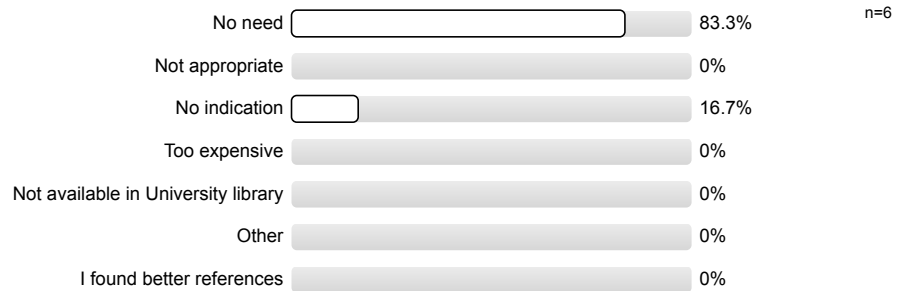 No need 83.3% n=6
Not appropriate 0%
No indication 16.7%
Too expensive 0%
Not available in University library 0%
Other 0%
I found better references 0%